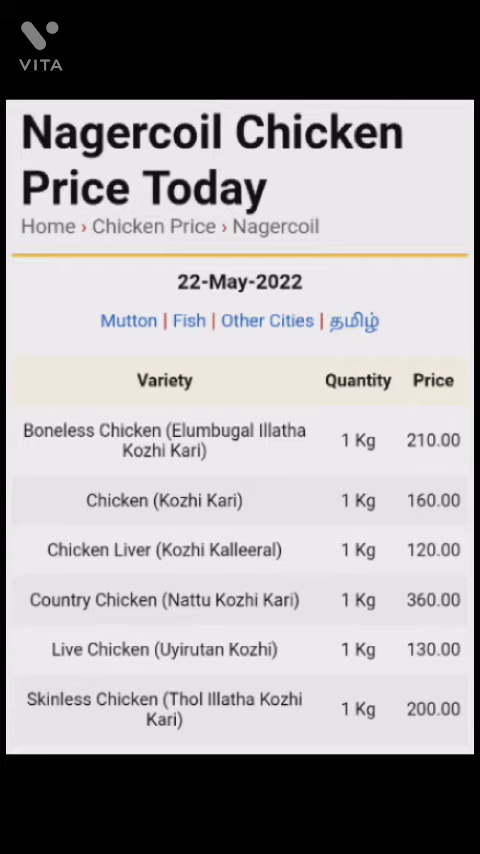 VITA
Nagercoil Chicken
Price Today
Home › Chicken Price › Nagercoil
22-May-2022
Mutton | Fish | Other Cities | தமிழ்
Variety Quantity Price
Boneless Chicken (Elumbugal Illatha
Kozhi Kari) 1 Kg 210.00
Chicken (Kozhi Kari) 1 Kg 160.00
Chicken Liver (Kozhi Kalleeral) 1 Kg 120.00
Country Chicken (Nattu Kozhi Kari) 1 Kg 360.00
Live Chicken (Uyirutan Kozhi) 1 Kg 130.00
Skinless Chicken (Thol Illatha Kozhi
Kari) 1 Kg 200.00